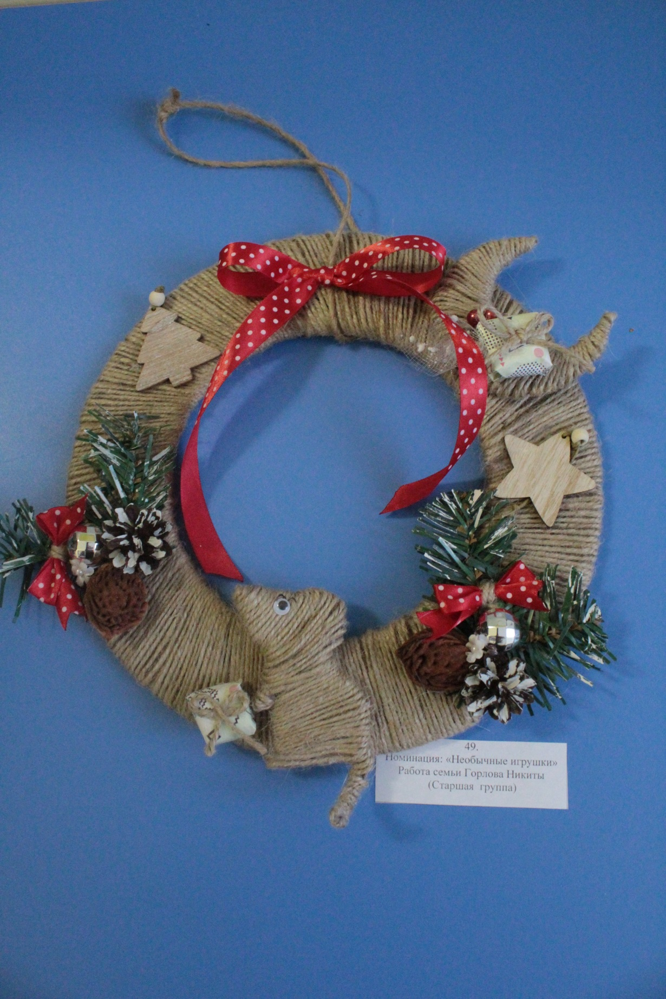 49.
Номинация: «Необычные игрушки»
Работа семьи Горлова Никиты
(Старшая группа)